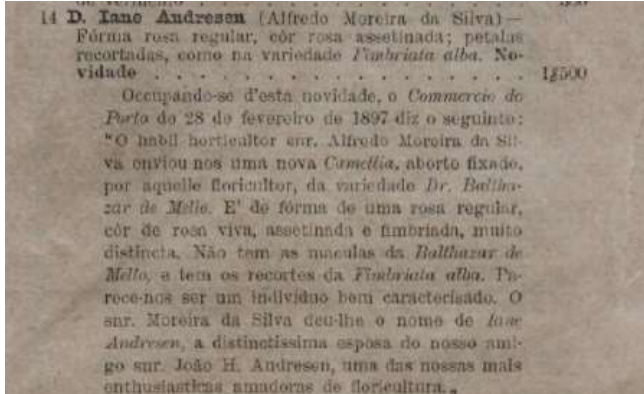 14 D. Iane Andresen (Alfredo Moreira da Silva)—
Fórma rosa regular, côr rosa assetinada; petalas
recortadas, como na variedade Fimbriata alba. No-
vidade . . . . . . . . . . . . . . . 1$500
Occupando-se d'esta novidade, o Commercio do
Porto do 28 de fevereiro de 1897 diz o seguinte:
"O habil horticultor snr. Alfredo Moreira da Sil-
va enviou nos uma nova Camellia, aborto fixado,
por aquelle floricultor, da variedade Dr. Baltha-
zar de Mello. E' de fórma de uma rosa regular,
côr de rosa viva, assetinada e fimbriada, muito
distincta. Não tem as maculas da Balthazar de
Mello, e tem os recortes da Fimbriata alba. Pa-
rece-nos ser um individuo bem caracterisado. O
snr. Moreira da Silva deu-lhe o nome de Iane
Andresen, a distinctissima esposa do nosso ami-
go snr. João H. Andresen, uma das nossas mais
enthusiasticas amadoras de floricultura.„